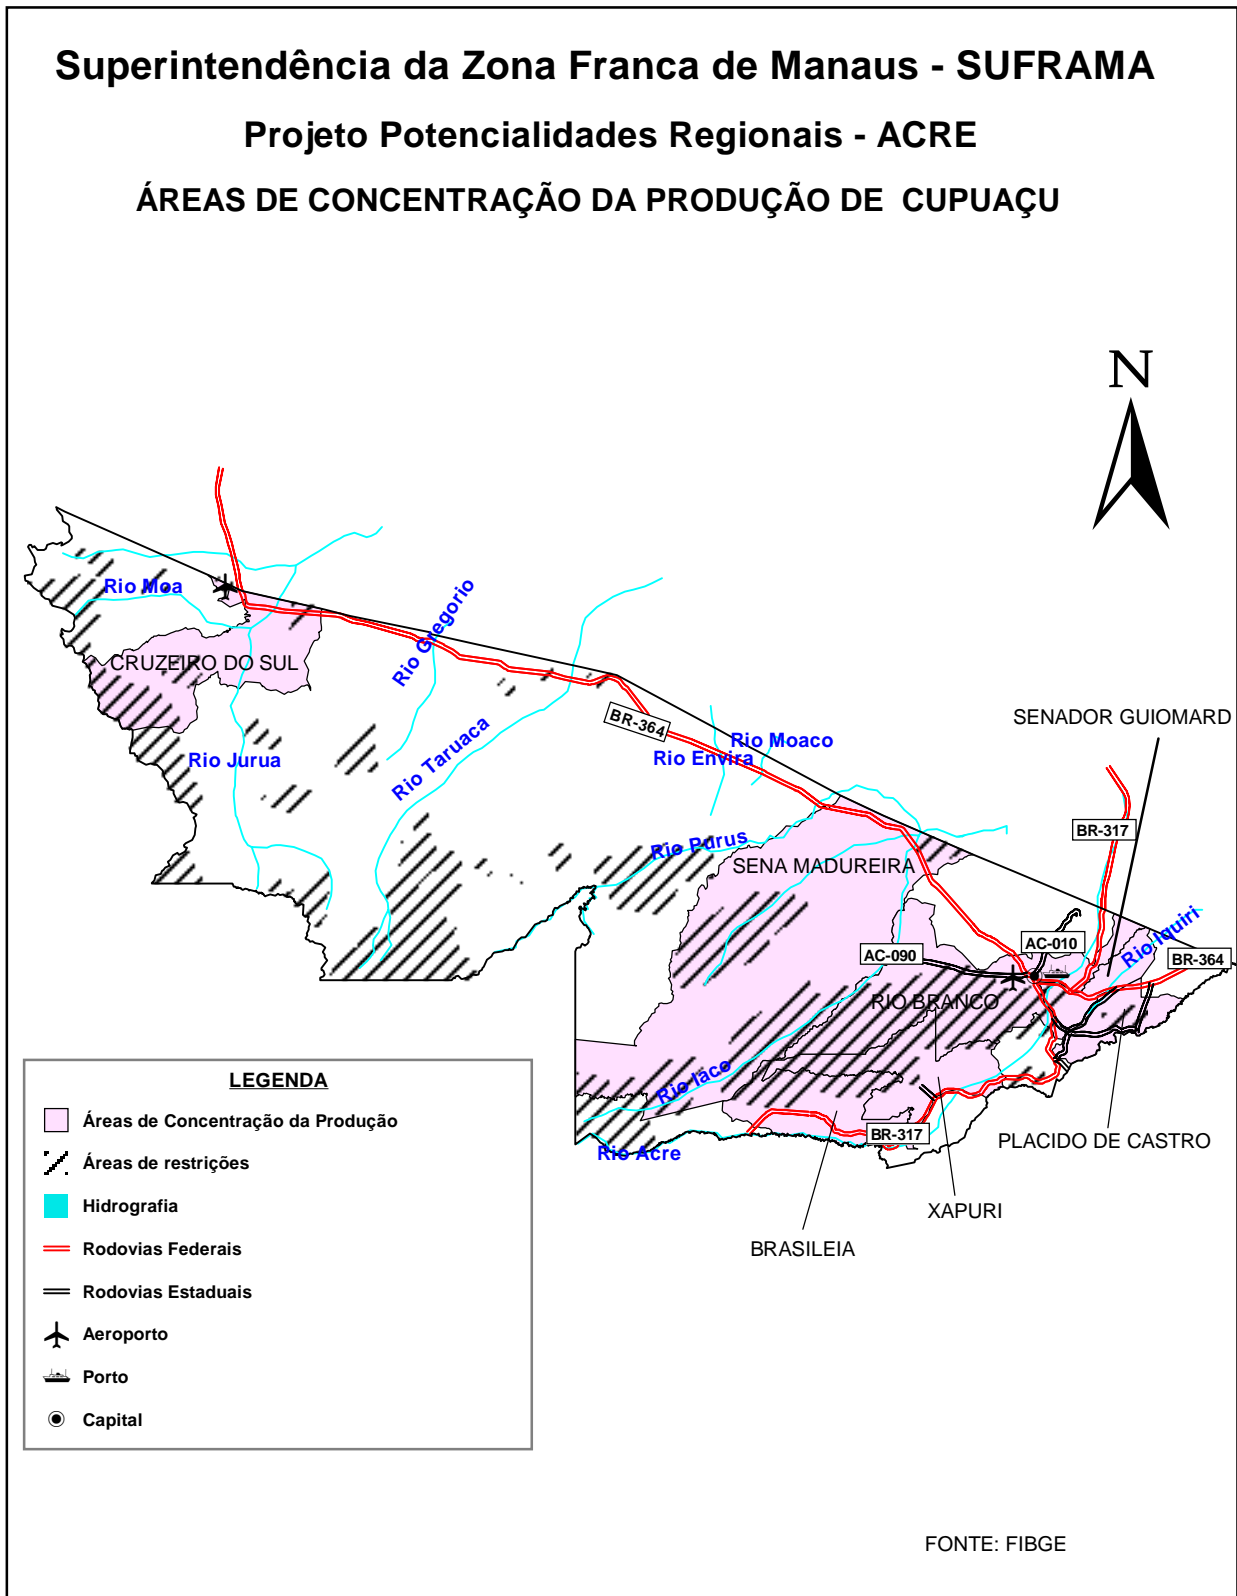 Superintendência da Zona Franca de Manaus - SUFRAMA
Projeto Potencialidades Regionais - ACRE
ÁREAS DE CONCENTRAÇÃO DA PRODUÇÃO DE CUPUAÇU
N
Rio Moa
Rio Gregorio
CRUZEIRO DO SUL
SENADOR GUIOMARD
BR-364
Rio Moaco
Rio Envira
Rio Jurua
Rio Taruaca
BR-317
Rio Purus
SENA MADUREIRA
Rio Iquiri
AC-010
AC-090
BR-364
RIO BRANCO
Rio Iaco
BR-317
PLACIDO DE CASTRO
Rio Acre
XAPURI
BRASILEIA
LEGENDA
Áreas de Concentração da Produção
Áreas de restrições
Hidrografia
Rodovias Federais
Rodovias Estaduais
Aeroporto
Porto
Capital
FONTE: FIBGE